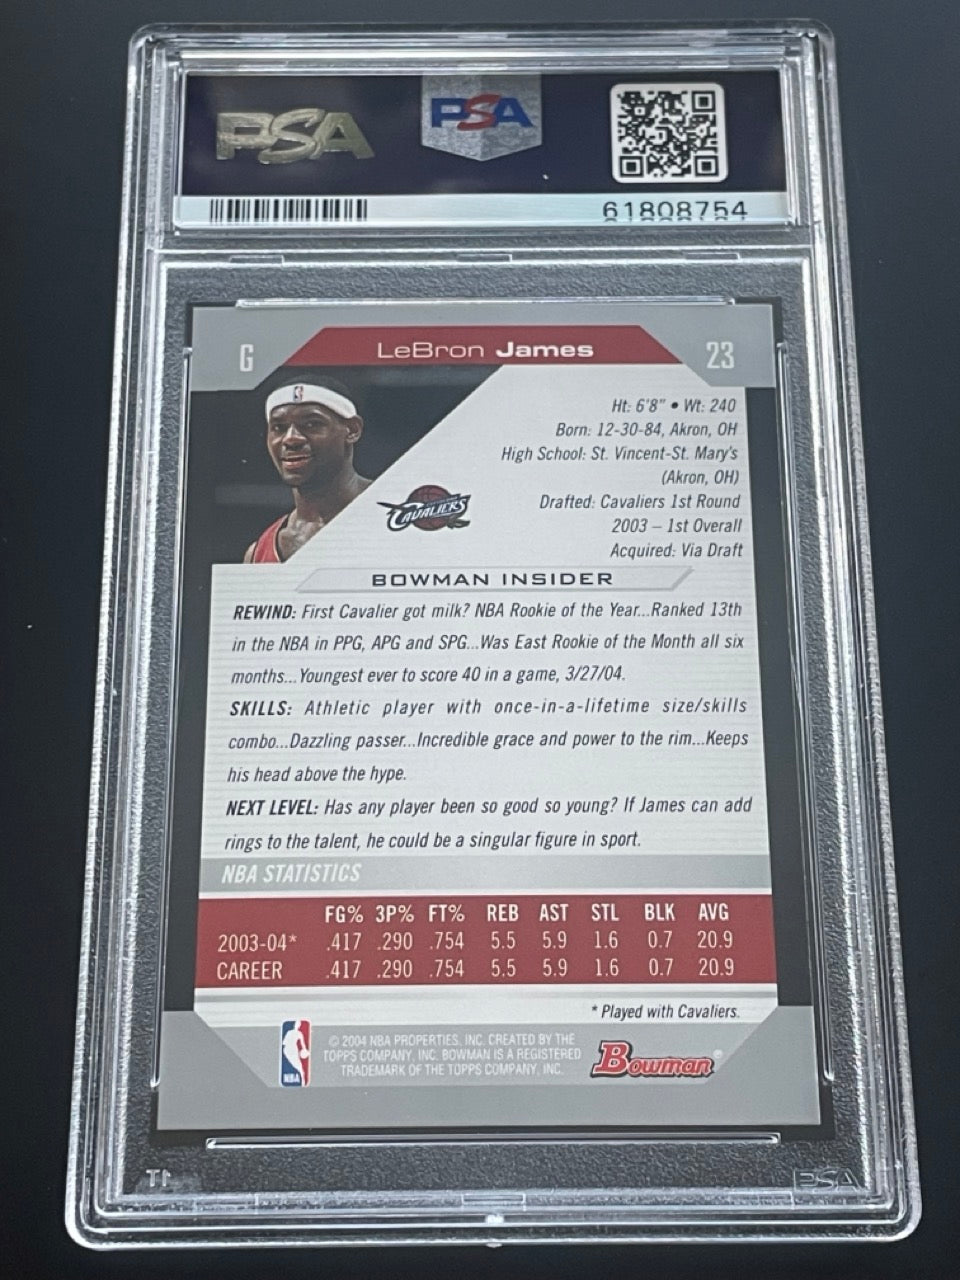 PSA
PSA
61808754
G
LeBron James
23
Ht: 6'8" • Wt: 240
Born: 12-30-84, Akron, OH
High School: St. Vincent-St. Mary's
(Akron, OH)
Drafted: Cavaliers 1st Round
2003 – 1st Overall
Acquired: Via Draft
CAVALIERS
BOWMAN INSIDER
REWIND: First Cavalier got milk? NBA Rookie of the Year...Ranked 13th
in the NBA in PPG, APG and SPG...Was East Rookie of the Month all six
months...Youngest ever to score 40 in a game, 3/27/04.
SKILLS: Athletic player with once-in-a-lifetime size/skills
combo...Dazzling passer...Incredible grace and power to the rim...Keeps
his head above the hype.
NEXT LEVEL: Has any player been so good so young? If James can add
rings to the talent, he could be a singular figure in sport.
NBA STATISTICS
FG% 3P% FT% REB AST STL BLK AVG
2003-04* .417 .290 .754 5.5 5.9 1.6 0.7 20.9
CAREER .417 .290 .754 5.5 5.9 1.6 0.7 20.9
* Played with Cavaliers.
© 2004 NBA PROPERTIES, INC. CREATED BY THE
TOPPS COMPANY, INC. BOWMAN IS A REGISTERED
TRADEMARK OF THE TOPPS COMPANY, INC.
NBA
Bowman®
PSA